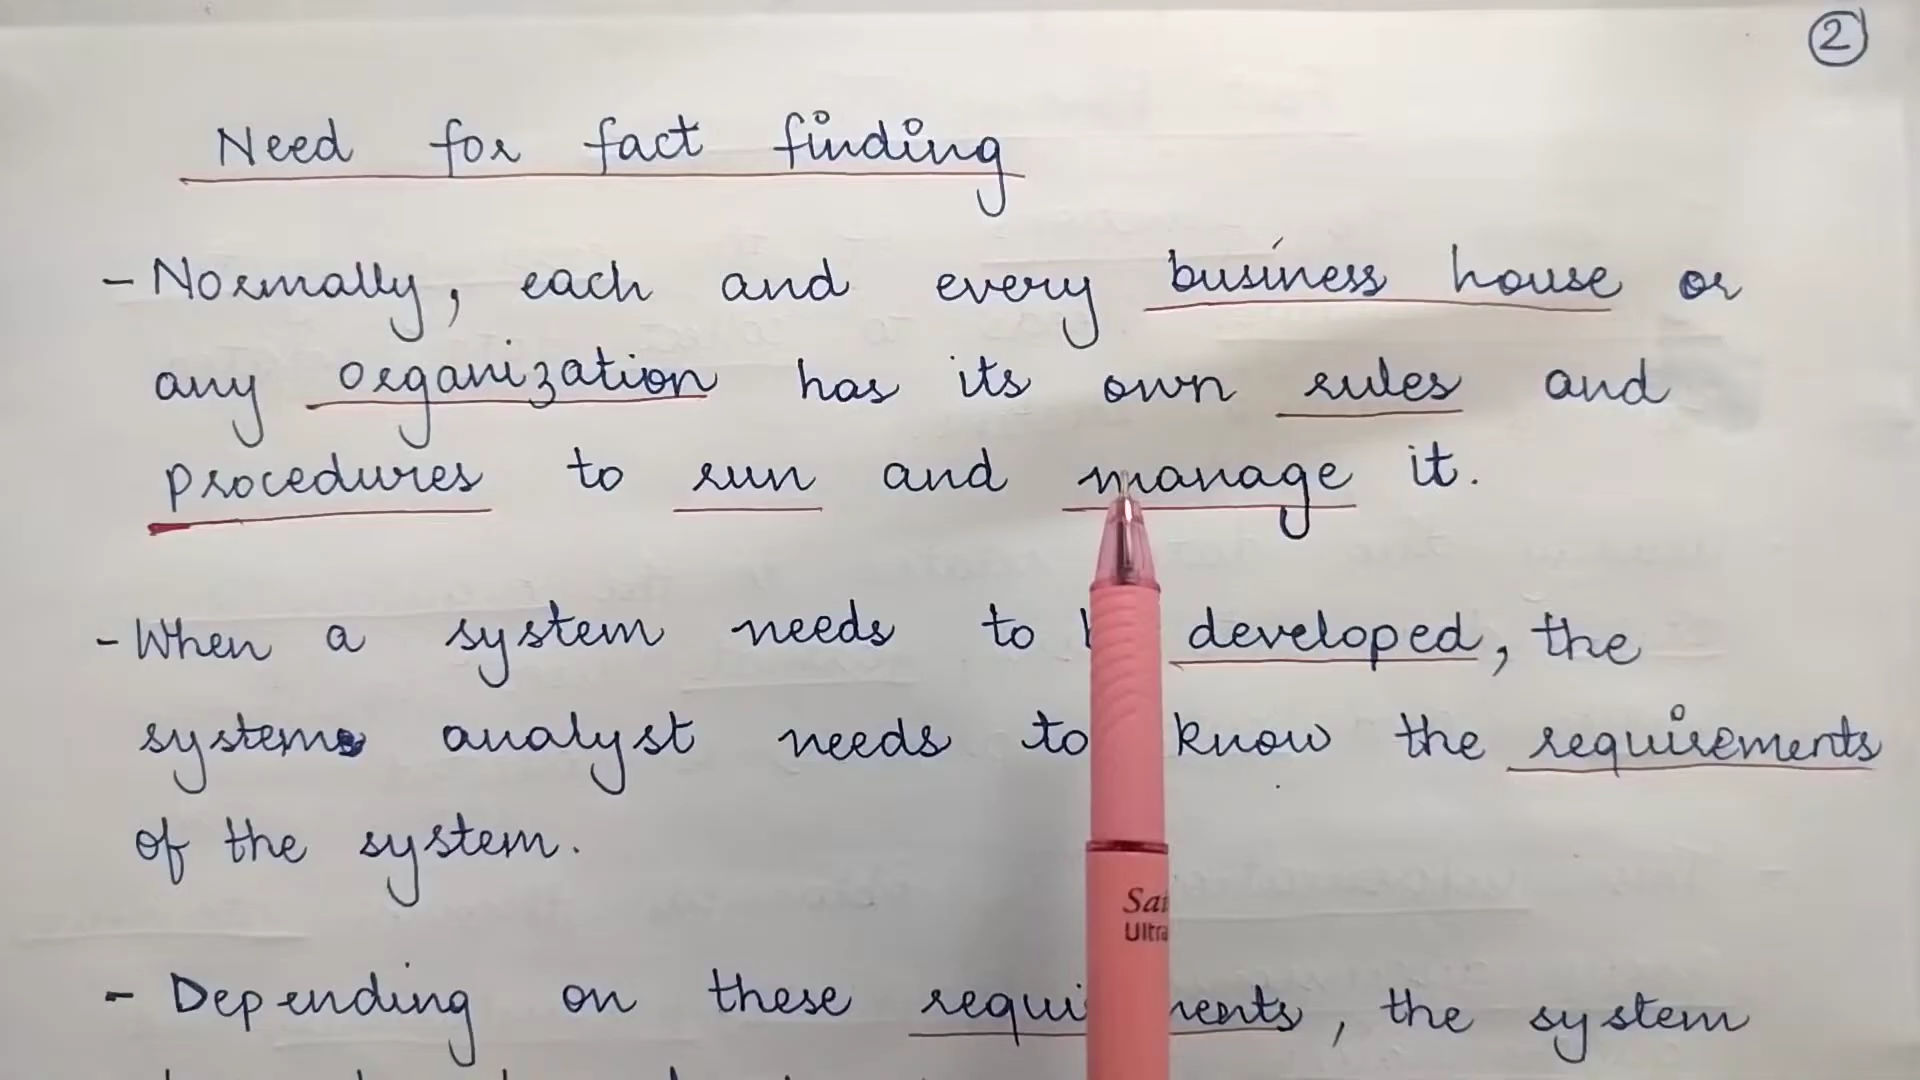 2
Need for fact finding
- Normally, each and every business house or
any organization has its own rules and
procedures to run and manage it.
- When a system needs to developed, the
system analyst needs to know the requirements
of the system.
- Depending on these requirements, the system